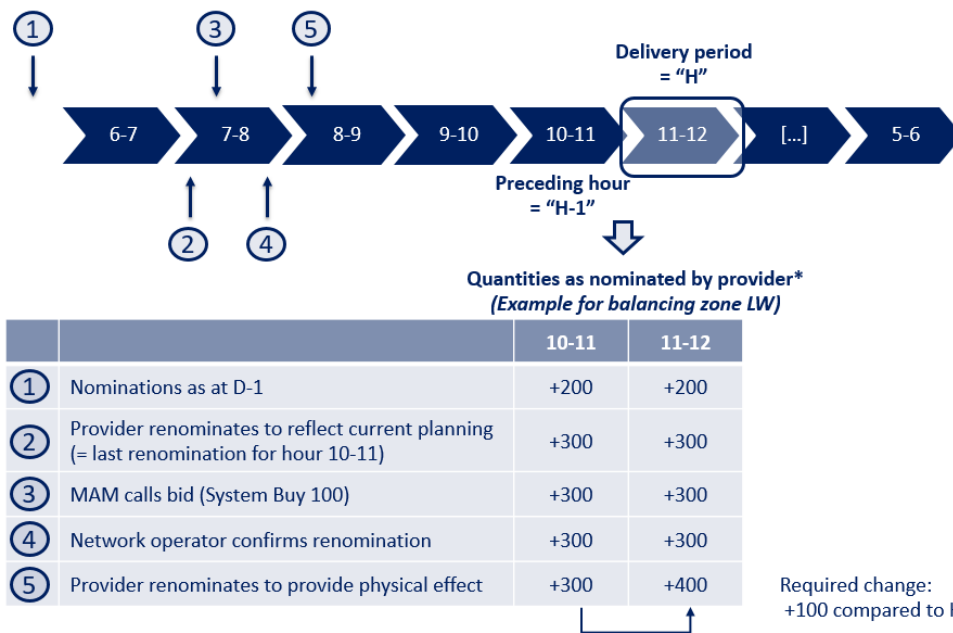 1
3
5
Delivery period
= “H”
6-7
7-8
8-9
9-10
10-11
11-12
[...]
5-6
Preceding hour
= “H-1”
2
4
Quantities as nominated by provider*
(Example for balancing zone LW)
10-11 11-12
1 Nominations as at D-1 +200 +200
2 Provider renominates to reflect current planning
(= last renomination for hour 10-11) +300 +300
3 MAM calls bid (System Buy 100) +300 +300
4 Network operator confirms renomination +300 +300
5 Provider renominates to provide physical effect +300 +400
Required change:
+100 compared to